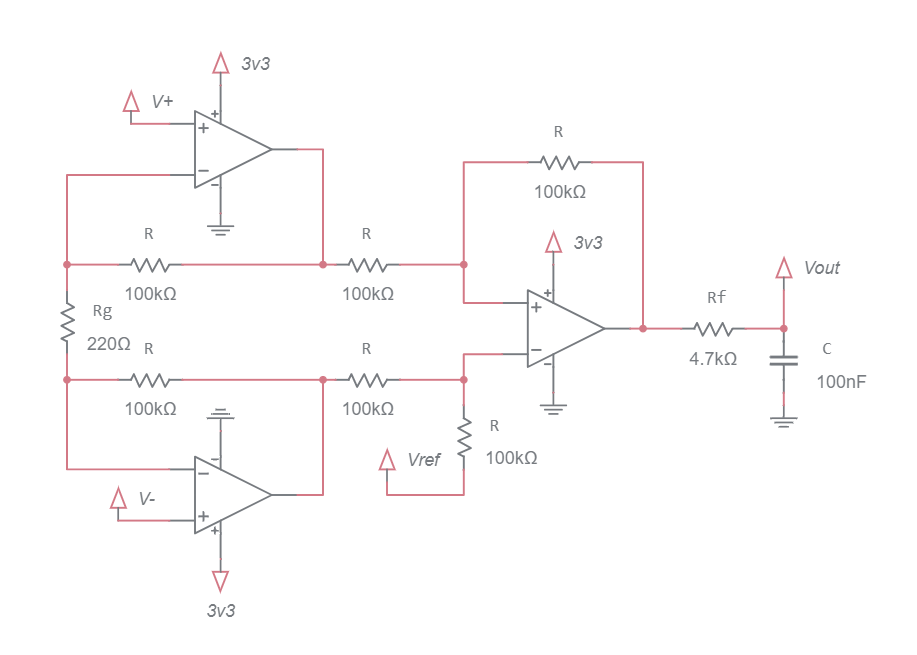 3v3
V+
+
+
−
−
R
100kΩ
R
100kΩ
R
100kΩ
3v3
+
+
−
−
Rg
220Ω
R
100kΩ
R
100kΩ
Rf
4.7kΩ
Vout
C
100nF
R
100kΩ
Vref
−
−
V-
+
+
3v3